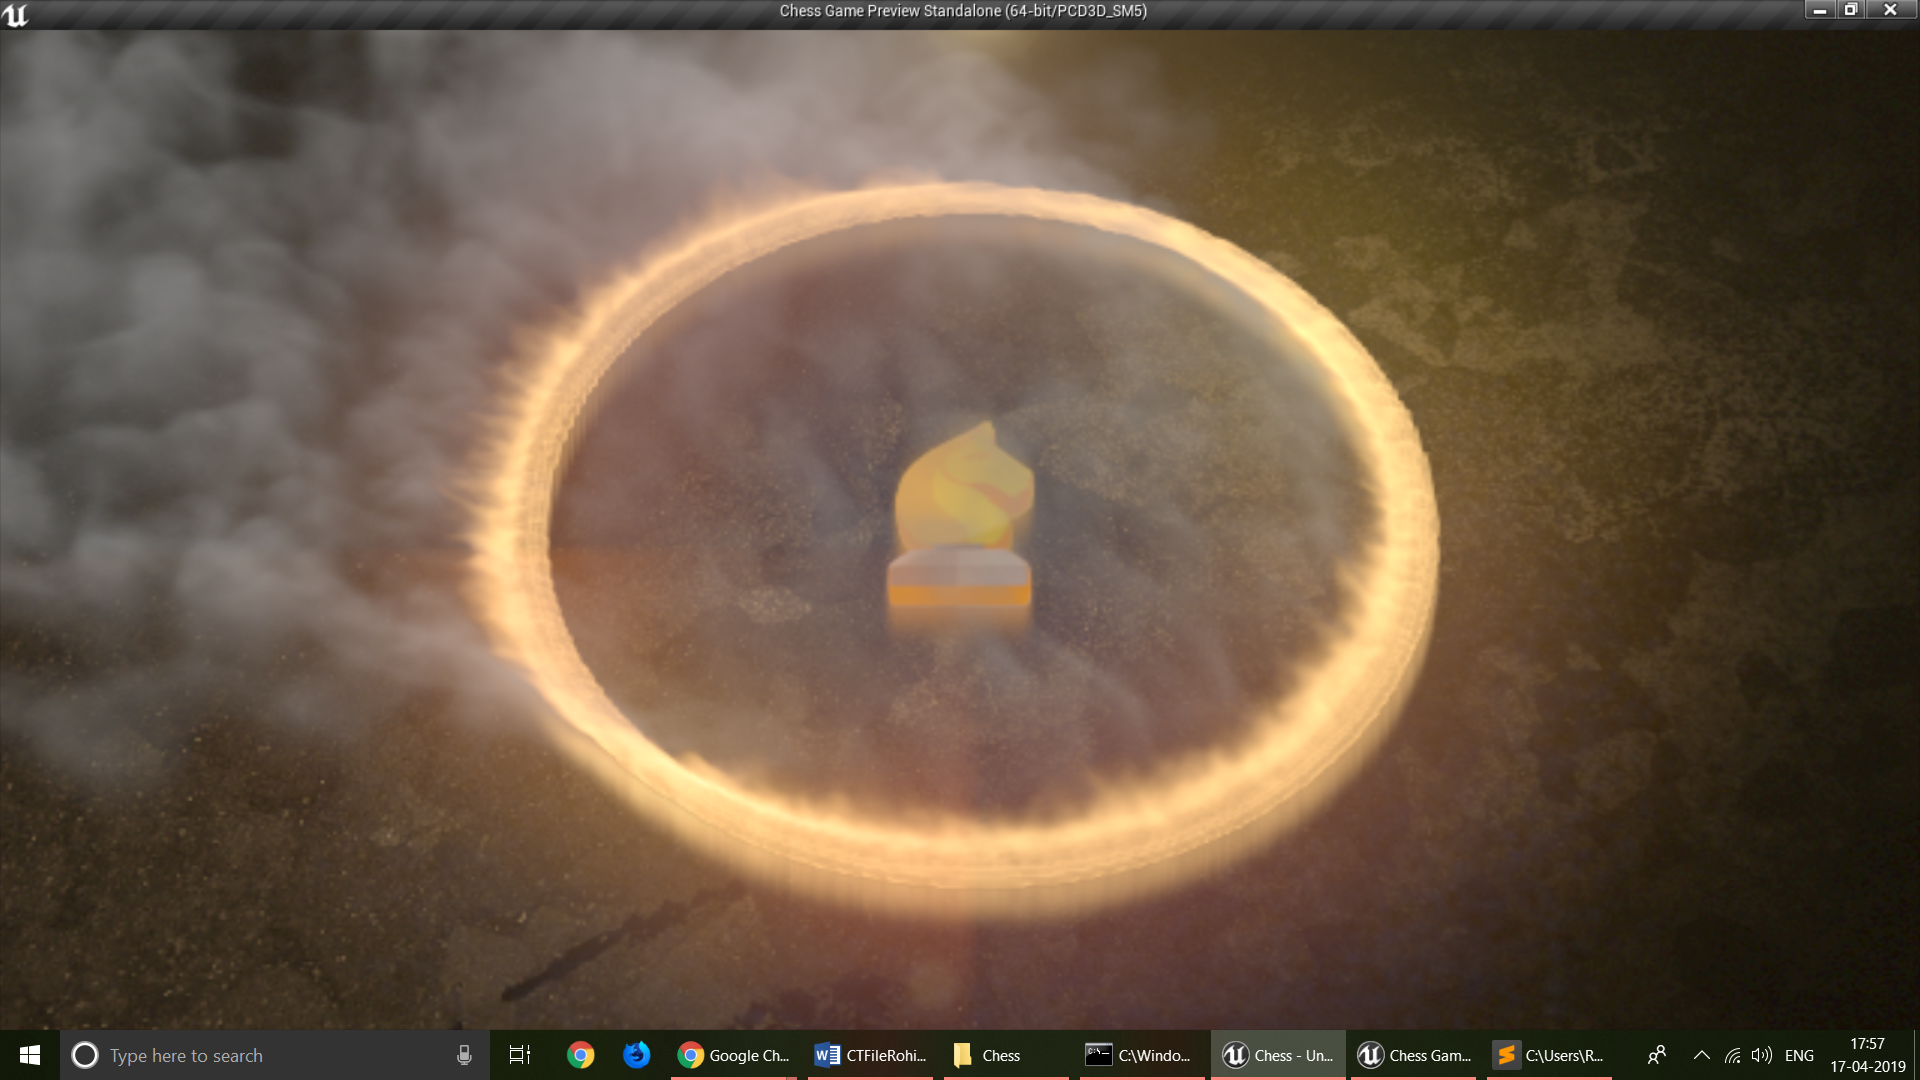 Chess Game Preview Standalone (64-bit/PCD3D_SM5)
Type here to search
Google Ch...
CTFileRohi...
Chess
C:\Windo...
Chess - Un...
Chess Gam...
C:\Users\R...
ENG
17:57
17-04-2019